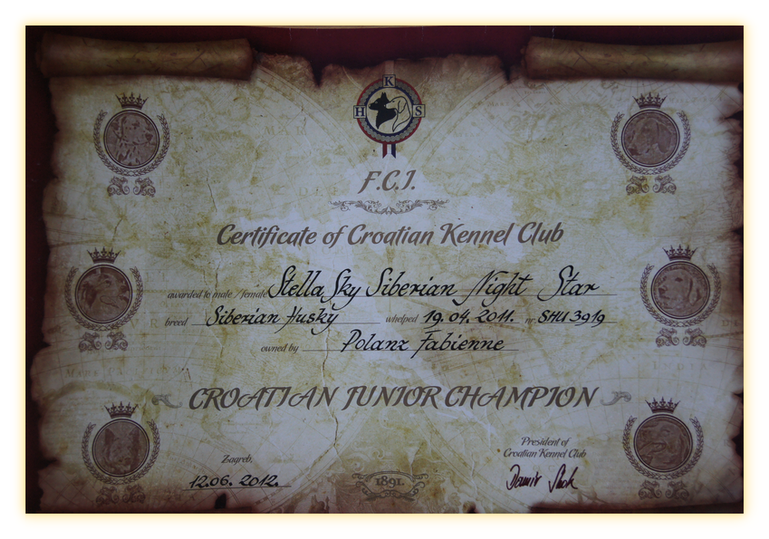 K
H S
F.C.I.
Certificate of Croatian Kennel Club
awarded to male /female Stella Sky Siberian Night Star
breed Siberian Husky whelped 19.04.2011. nr. SHU 3919
owned by Polanz Fabienne
CROATIAN JUNIOR CHAMPION
President of
Zagreb, Croatian Kennel Club
12.06.2012. Damir
1891.